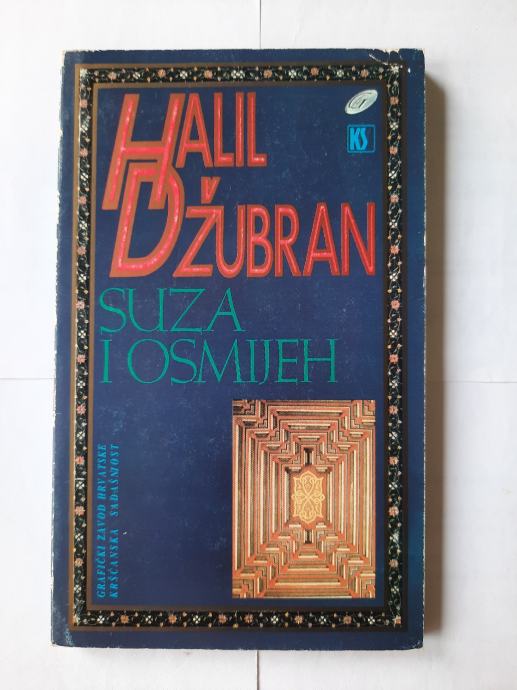 HALIL
DŽUBRAN
SUZA
I OSMIJEH
KS
GRAFIČKI ZAVOD HRVATSKE
KRŠĆANSKA SADAŠNJOST